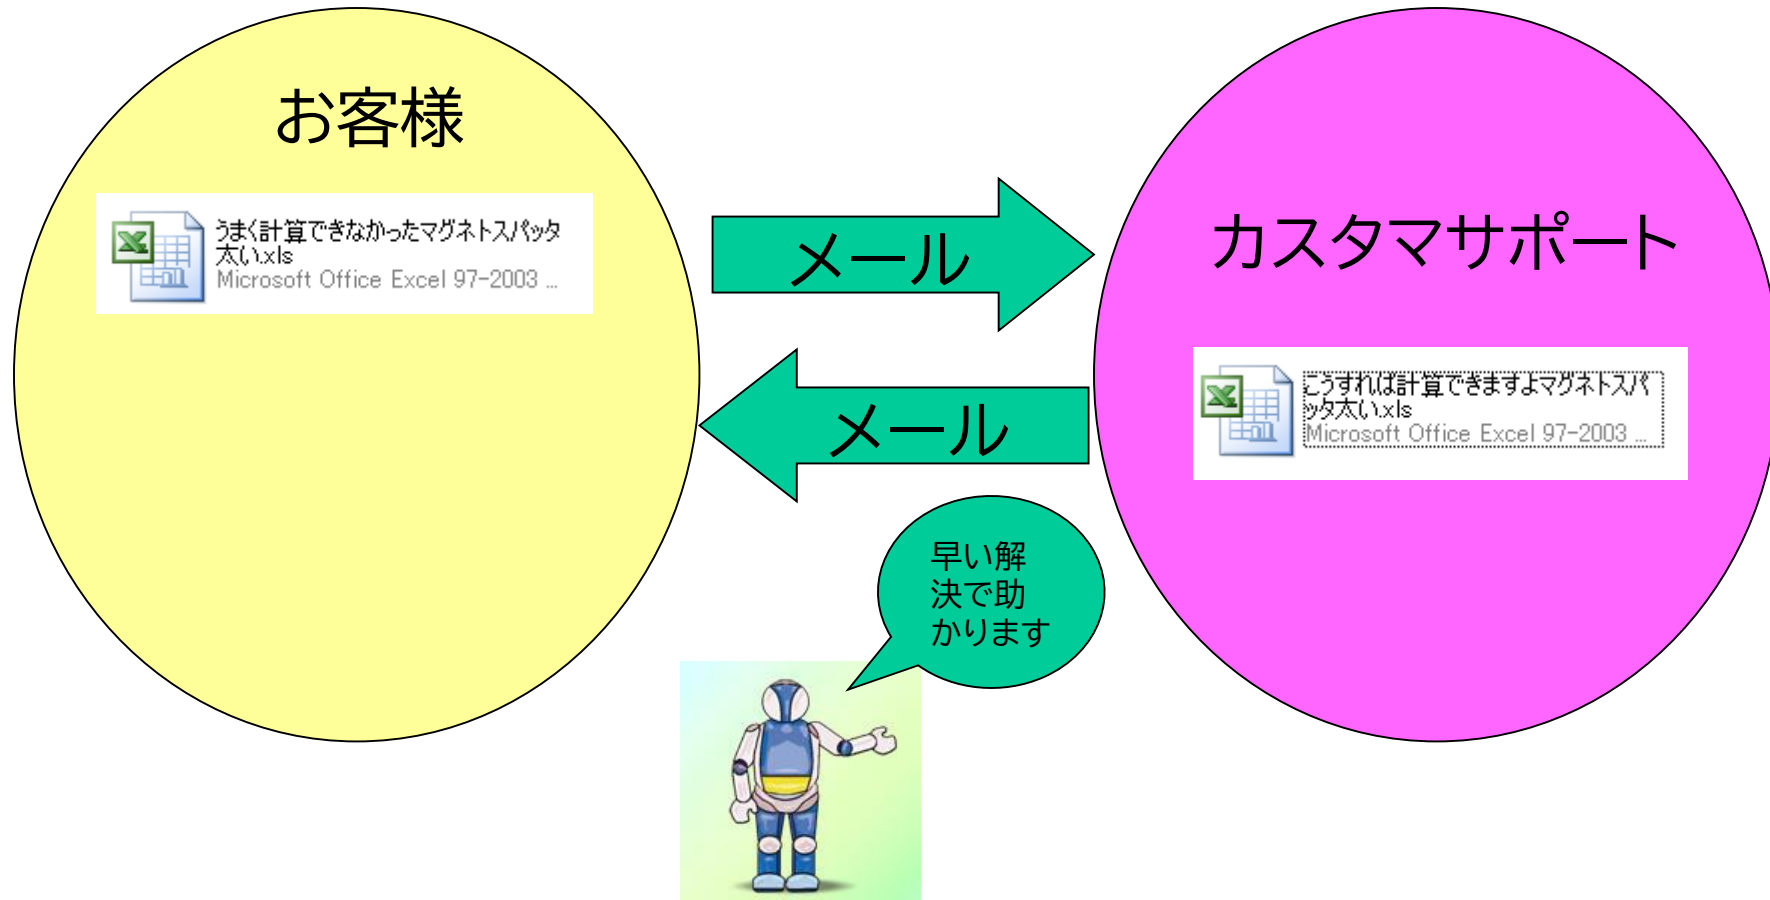 お客様
うまく計算できなかったマグネトスパッタ
太い.xls
Microsoft Office Excel 97-2003 ...
メール
カスタマサポート
こうすれば計算できますよマグネトスパ
ッタ太い.xls
Microsoft Office Excel 97-2003 ...
メール
早い解
決で助
かります